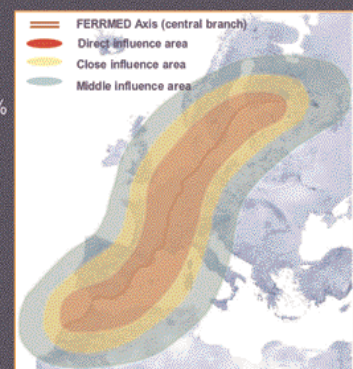 FERRMED Axis (central branch)
Direct influence area
Close influence area
Middle influence area
%